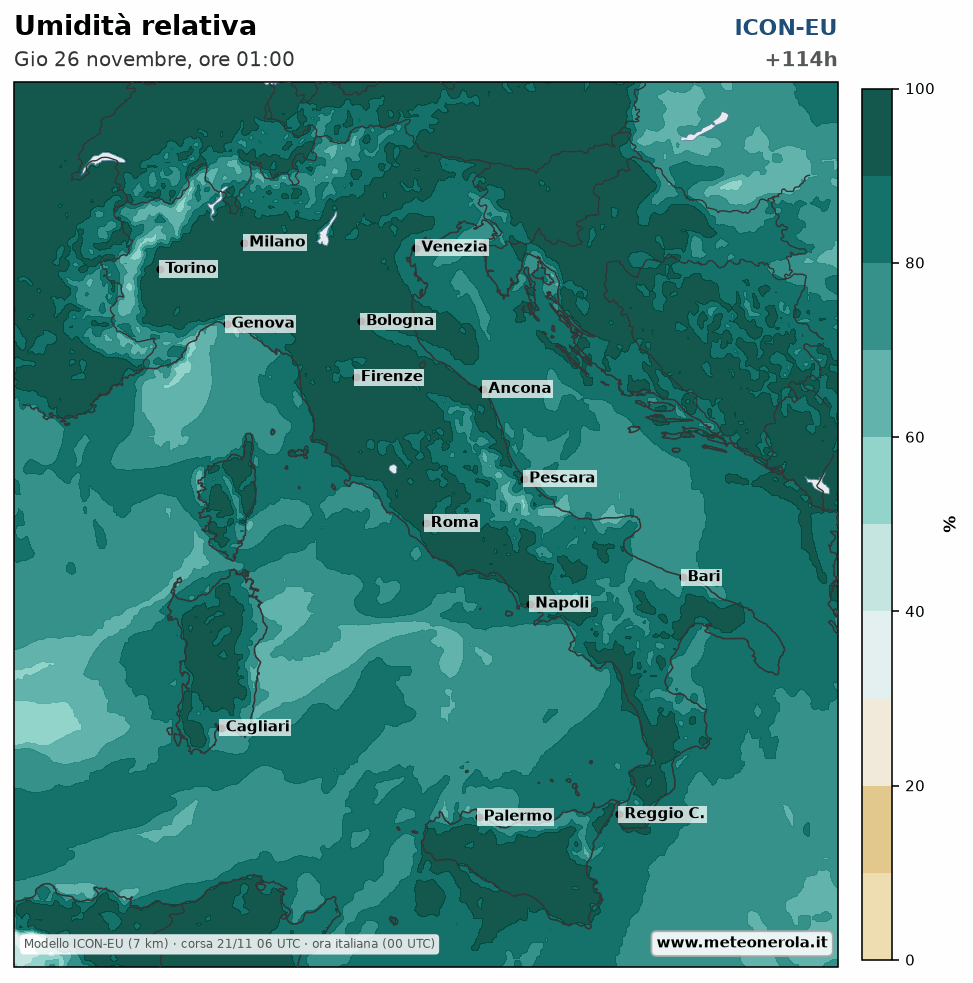 Umidità relativa
ICON-EU
Gio 26 novembre, ore 01:00
+114h
100
80
60
40
20
0
%
Milano
Venezia
Torino
Genova
Bologna
Firenze
Ancona
Pescara
Roma
Bari
Napoli
Cagliari
Palermo
Reggio C.
Modello ICON-EU (7 km) · corsa 21/11 06 UTC · ora italiana (00 UTC)
www.meteonerola.it